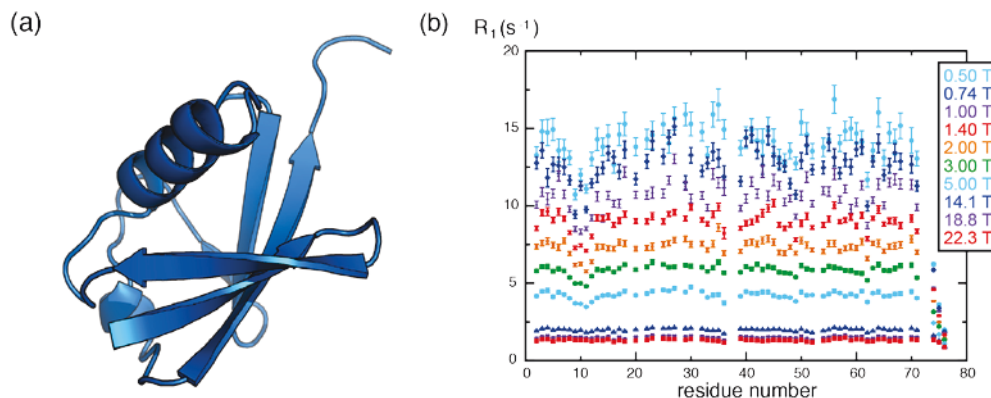 (a)
(b)
R₁(s⁻¹)
20
15
10
5
0
0 10 20 30 40 50 60 70 80
residue number
0.50 T
0.74 T
1.00 T
1.40 T
2.00 T
3.00 T
5.00 T
14.1 T
18.8 T
22.3 T